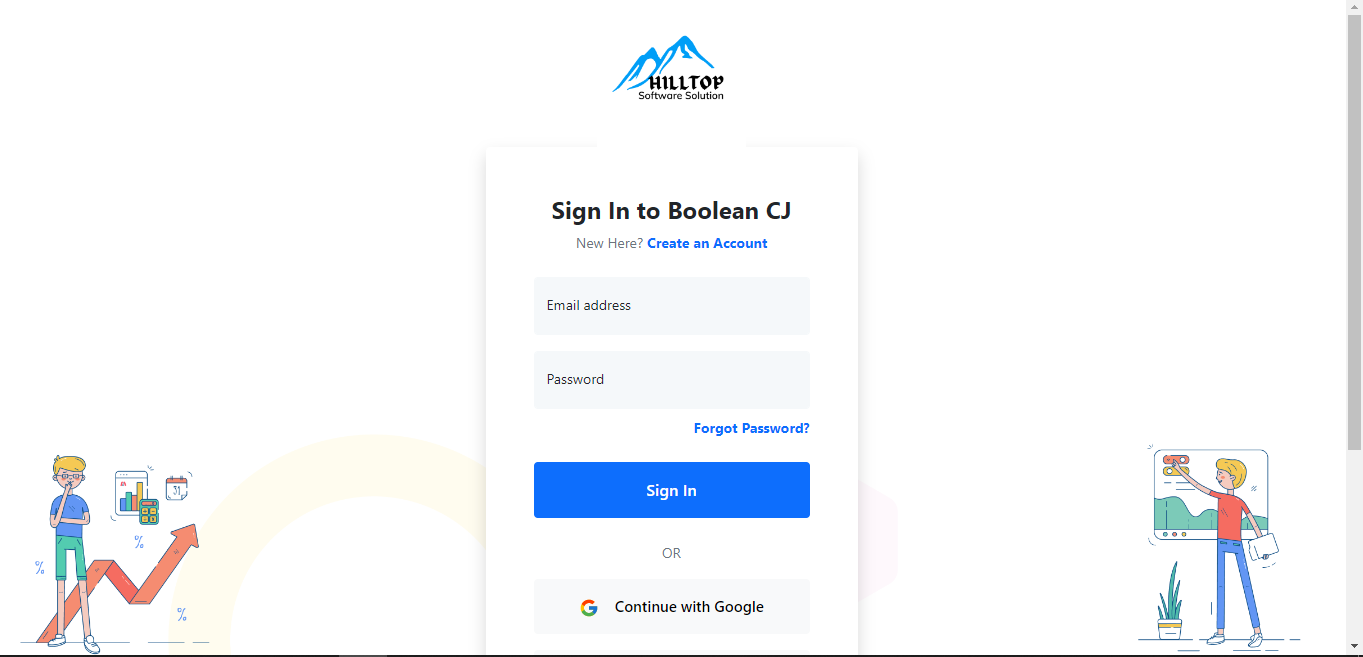 HILLTOP
Software Solution
Sign In to Boolean CJ
New Here? Create an Account
Email address
Password
Forgot Password?
Sign In
OR
Continue with Google
31
%
%
%
%